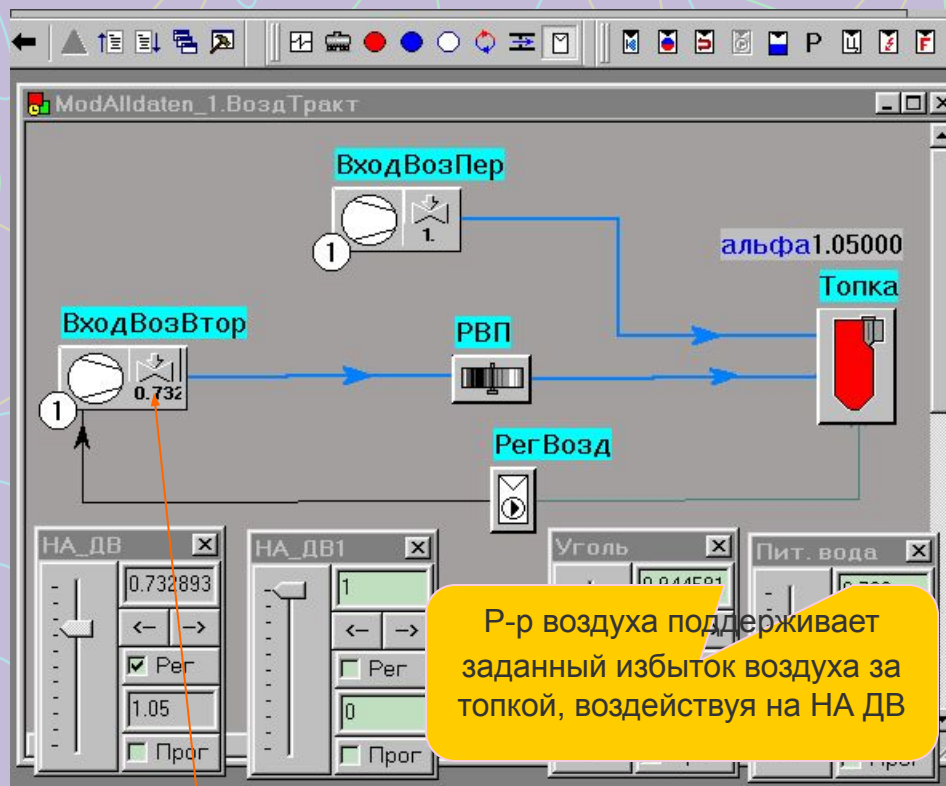 P
Ц
F
ModAlldaten_1.ВоздТракт
ВходВозПер
1.
1
альфа1.05000
Топка
ВходВозВтор
РВП
0.732
1
РегВозд
НА_ДВ
0.732893
<- ->
Рег
1.05
Прог
НА_ДВ1
1
<- ->
Рег
0
Прог
Уголь
Пит. вода
Р-р воздуха поддерживает
заданный избыток воздуха за
топкой, воздействуя на НА ДВ